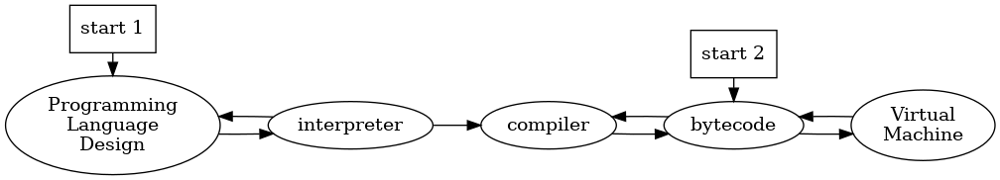 start 1
start 2
Programming
Language
Design
interpreter
compiler
bytecode
Virtual
Machine